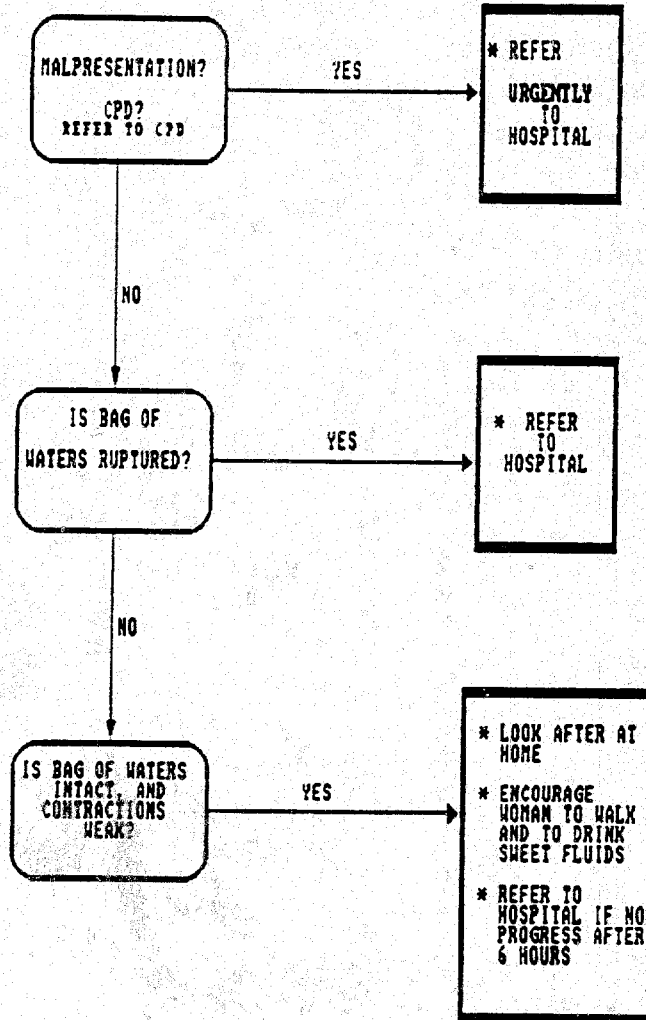 MALPRESENTATION?
CPD?
REFER TO CPD
YES
* REFER
URGENTLY
TO
HOSPITAL
NO
IS BAG OF
WATERS RUPTURED?
YES
* REFER
TO
HOSPITAL
NO
IS BAG OF WATERS
INTACT, AND
CONTRACTIONS
WEAK?
YES
* LOOK AFTER AT
HOME
* ENCOURAGE
WOMAN TO WALK
AND TO DRINK
SWEET FLUIDS
* REFER TO
HOSPITAL IF NO
PROGRESS AFTER
6 HOURS